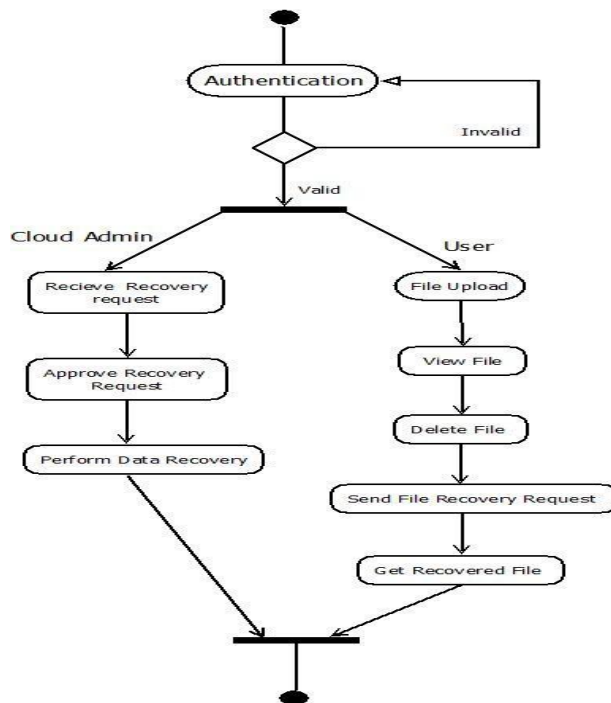 Authentication
Invalid
Valid
Cloud Admin
User
Recieve Recovery
request
File Upload
Approve Recovery
Request
View File
Delete File
Perform Data Recovery
Send File Recovery Request
Get Recovered File